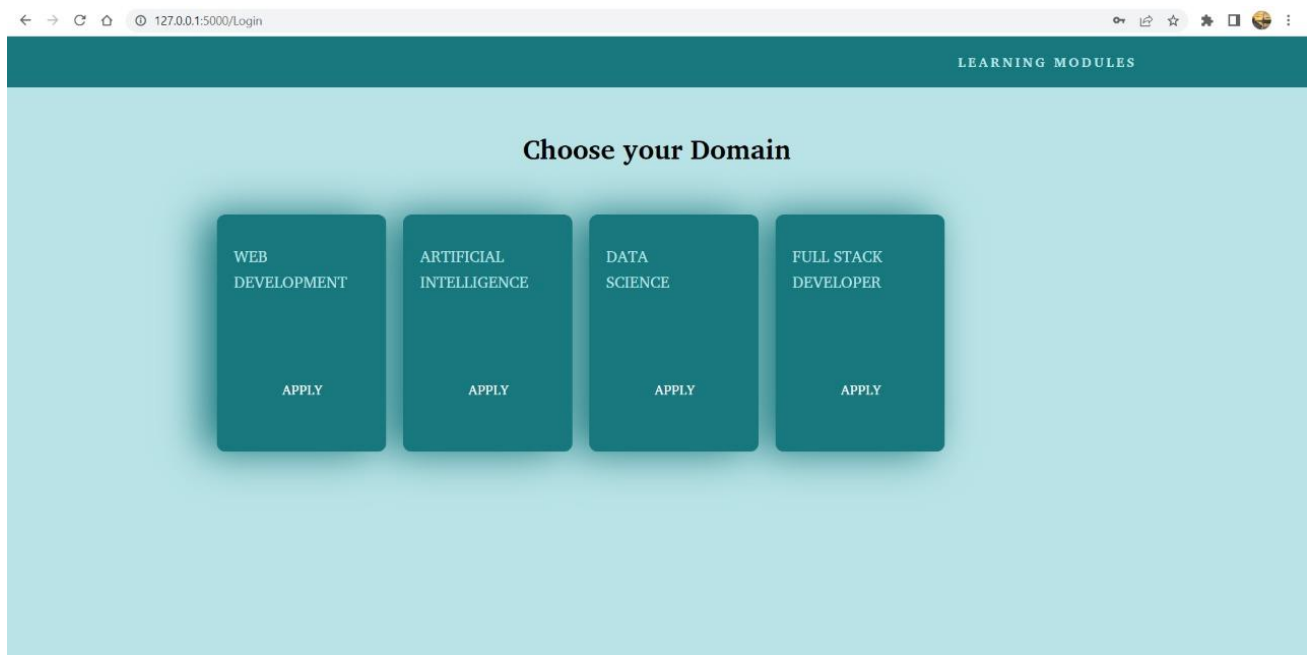 127.0.0.1:5000/Login
LEARNING MODULES
Choose your Domain
WEB
DEVELOPMENT
APPLY
ARTIFICIAL
INTELLIGENCE
APPLY
DATA
SCIENCE
APPLY
FULL STACK
DEVELOPER
APPLY